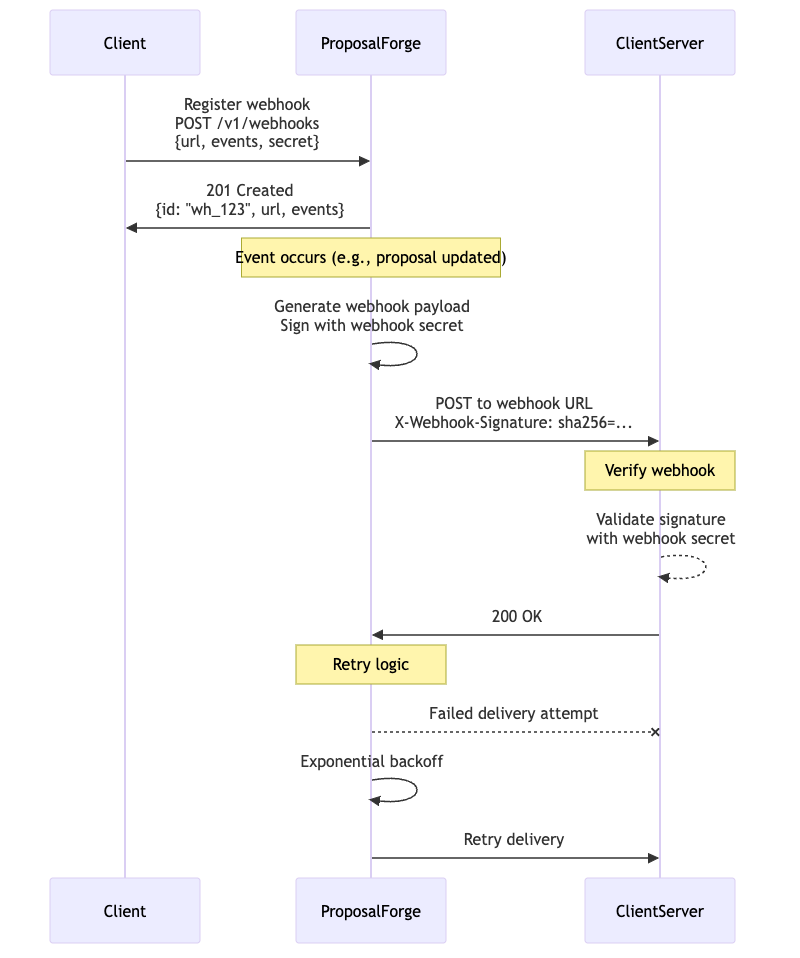 Client
ProposalForge
ClientServer
Register webhook
POST /v1/webhooks
{url, events, secret}
201 Created
{id: "wh_123", url, events}
Event occurs (e.g., proposal updated)
Generate webhook payload
Sign with webhook secret
POST to webhook URL
X-Webhook-Signature: sha256=...
Verify webhook
Validate signature
with webhook secret
200 OK
Retry logic
Failed delivery attempt
Exponential backoff
Retry delivery
Client
ProposalForge
ClientServer